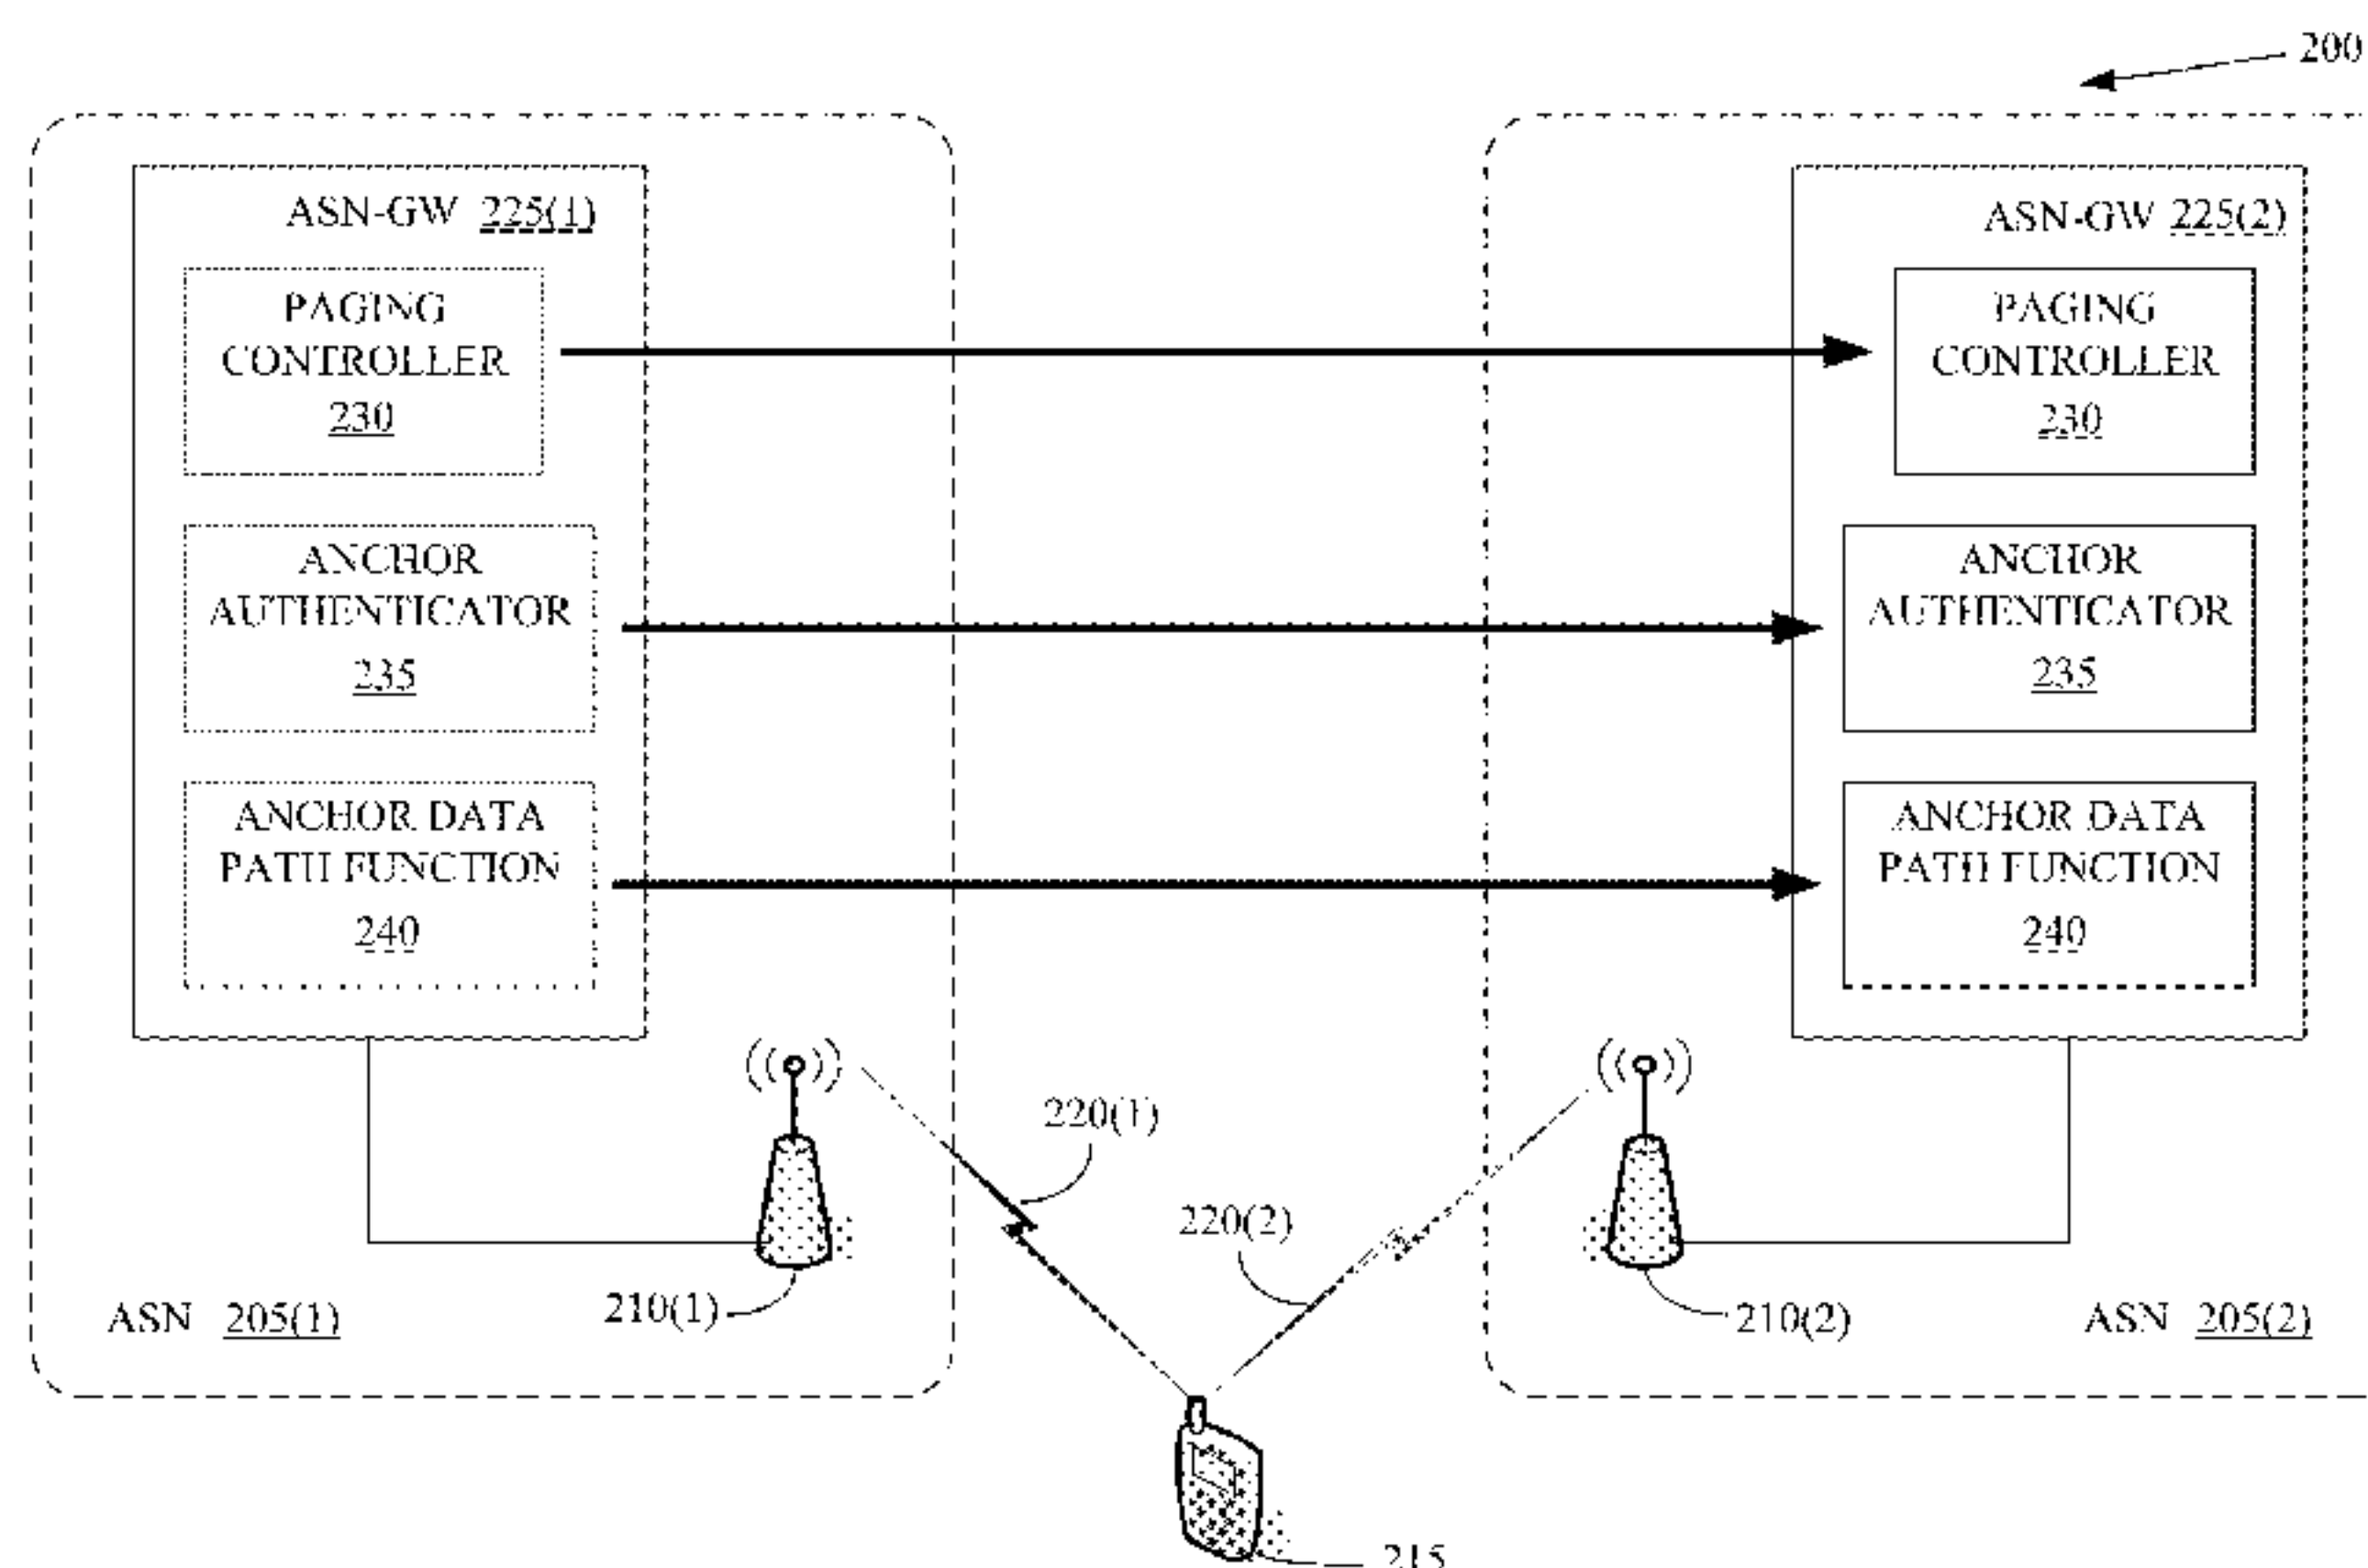 200
ASN-GW 225(1)
PAGING
CONTROLLER
230
ANCHOR
AUTHENTICATOR
235
ANCHOR DATA
PATH FUNCTION
240
ASN-GW 225(2)
PAGING
CONTROLLER
230
ANCHOR
AUTHENTICATOR
235
ANCHOR DATA
PATH FUNCTION
240
220(1)
220(2)
210(1)
210(2)
ASN 205(1)
ASN 205(2)
215